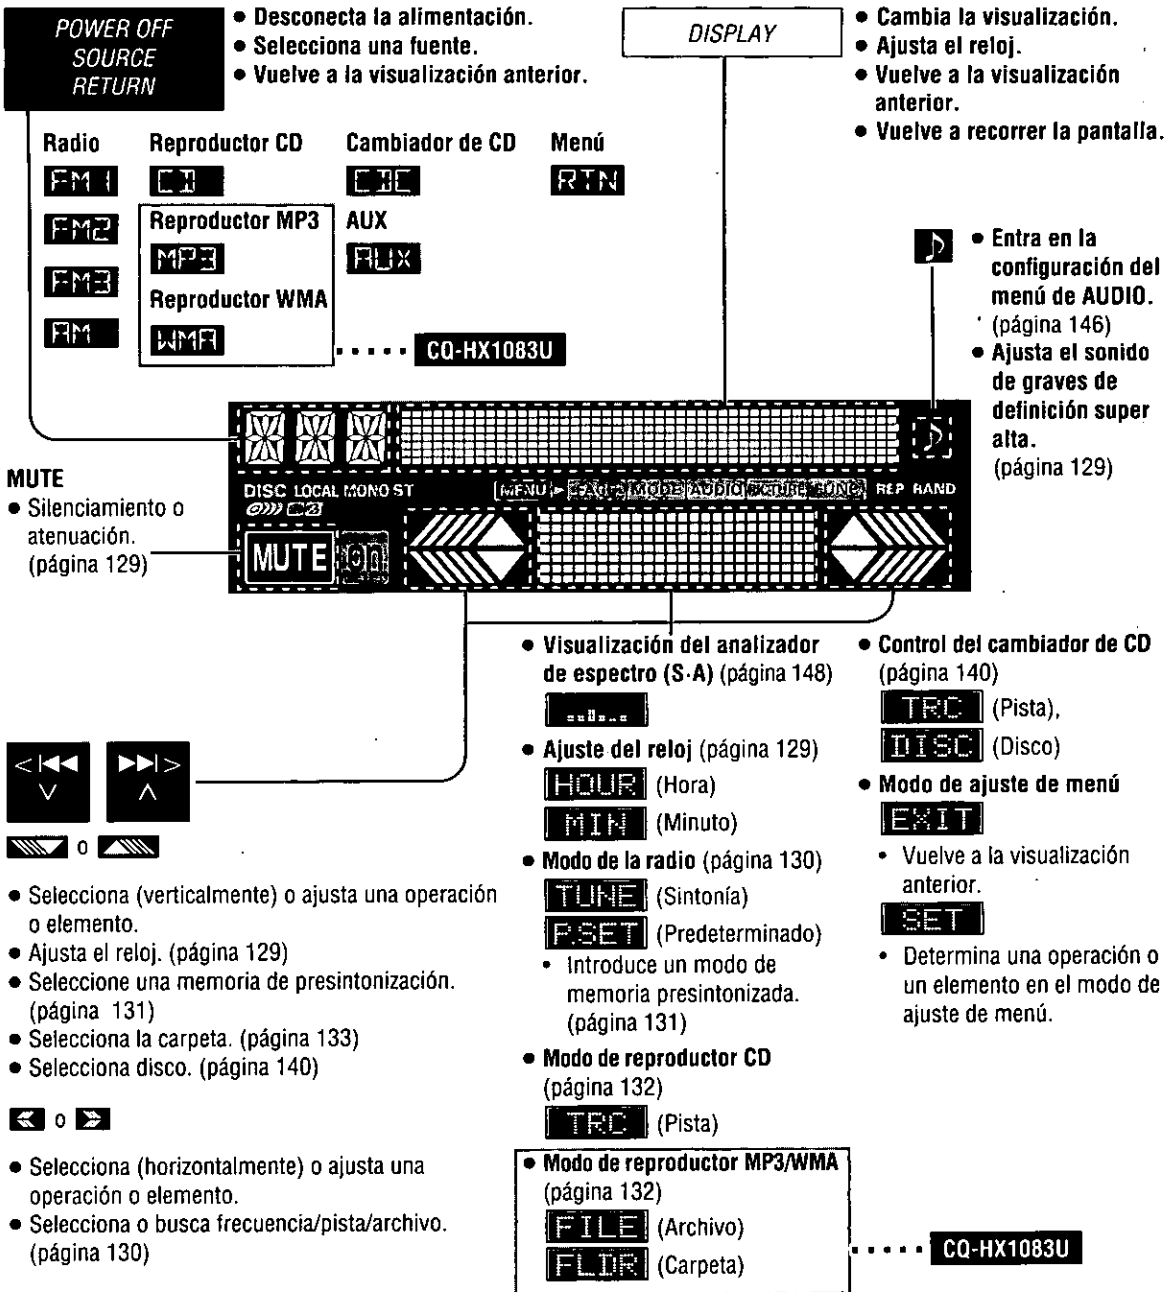 POWER OFF
SOURCE
RETURN
● Desconecta la alimentación.
● Selecciona una fuente.
● Vuelve a la visualización anterior.
DISPLAY
● Cambia la visualización.
● Ajusta el reloj.
● Vuelve a la visualización
anterior.
● Vuelve a recorrer la pantalla.
Radio
FM1
FM2
FM3
AM
Reproductor CD
CD
Reproductor MP3
MP3
Reproductor WMA
WMA
CQ-HX1083U
Cambiador de CD
CDC
AUX
AUX
Menú
RTN
● Entra en la
configuración del
menú de AUDIO.
(página 146)
● Ajusta el sonido
de graves de
definición super
alta.
(página 129)
DISC LOCAL MONO ST
MENU MODE AUDIO PICTURE FUNC REP RAND
MUTE on
MUTE
● Silenciamiento o
atenuación.
(página 129)
● Visualización del analizador
de espectro (S·A) (página 148)
● Ajuste del reloj (página 129)
HOUR (Hora)
MIN (Minuto)
● Modo de la radio (página 130)
TUNE (Sintonía)
P.SET (Predeterminado)
• Introduce un modo de
memoria presintonizada.
(página 131)
● Modo de reproductor CD
(página 132)
TRC (Pista)
● Modo de reproductor MP3/WMA
(página 132)
FILE (Archivo)
FLDR (Carpeta)
CQ-HX1083U
● Control del cambiador de CD
(página 140)
TRC (Pista),
DISC (Disco)
● Modo de ajuste de menú
EXIT
• Vuelve a la visualización
anterior.
SET
• Determina una operación o
un elemento en el modo de
ajuste de menú.
o
● Selecciona (verticalmente) o ajusta una operación
o elemento.
● Ajusta el reloj. (página 129)
● Seleccione una memoria de presintonización.
(página 131)
● Selecciona la carpeta. (página 133)
● Selecciona disco. (página 140)
o
● Selecciona (horizontalmente) o ajusta una
operación o elemento.
● Selecciona o busca frecuencia/pista/archivo.
(página 130)